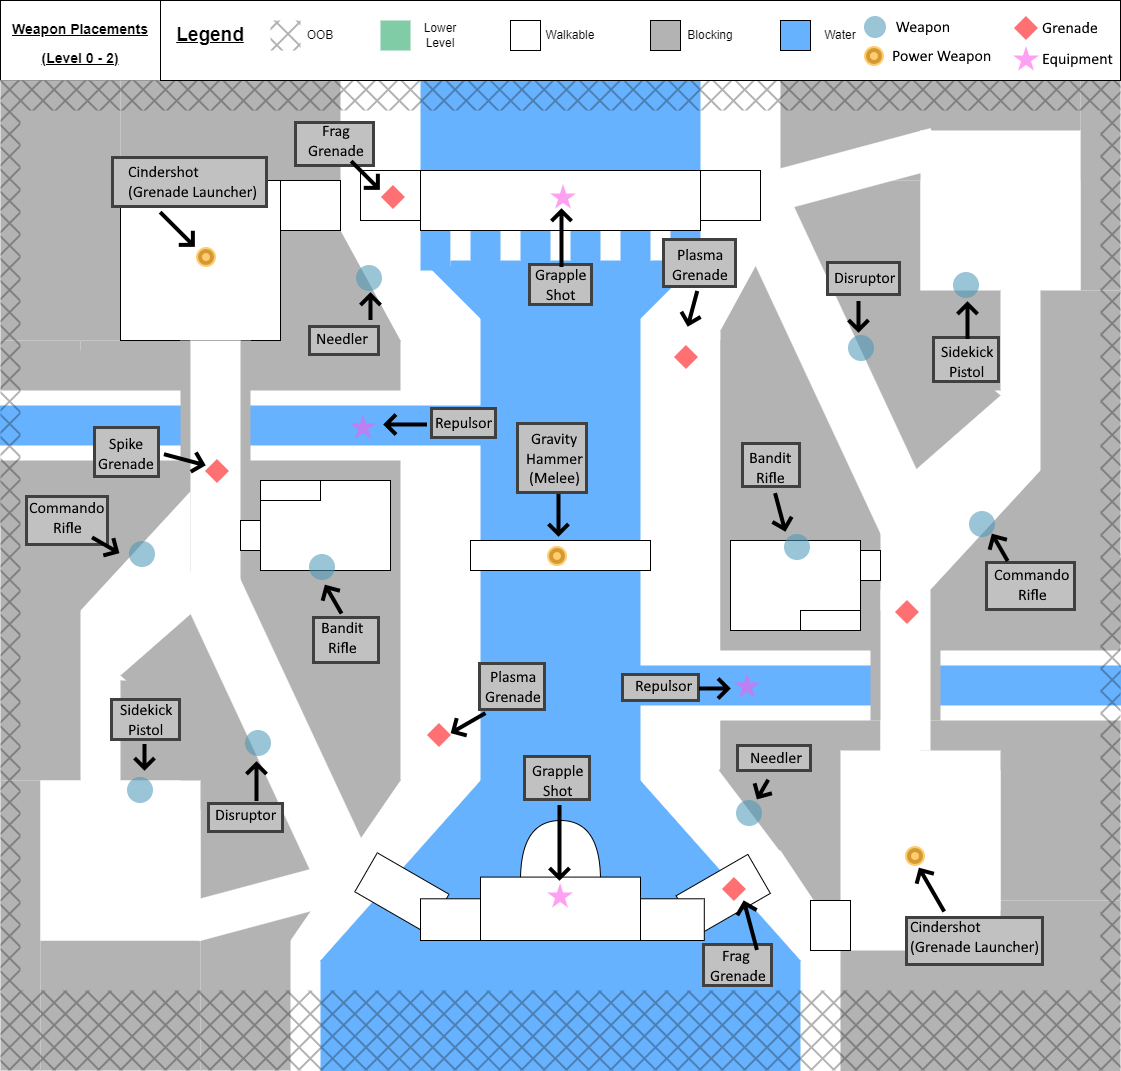 Weapon Placements
(Level 0 - 2)
Legend
OOB
Lower
Level
Walkable
Blocking
Water
Weapon
Power Weapon
Grenade
Equipment
Frag
Grenade
Cindershot
(Grenade Launcher)
Grapple
Shot
Plasma
Grenade
Disruptor
Needler
Sidekick
Pistol
Repulsor
Spike
Grenade
Gravity
Hammer
(Melee)
Bandit
Rifle
Commando
Rifle
Commando
Rifle
Bandit
Rifle
Plasma
Grenade
Repulsor
Sidekick
Pistol
Needler
Grapple
Shot
Disruptor
Cindershot
(Grenade Launcher)
Frag
Grenade